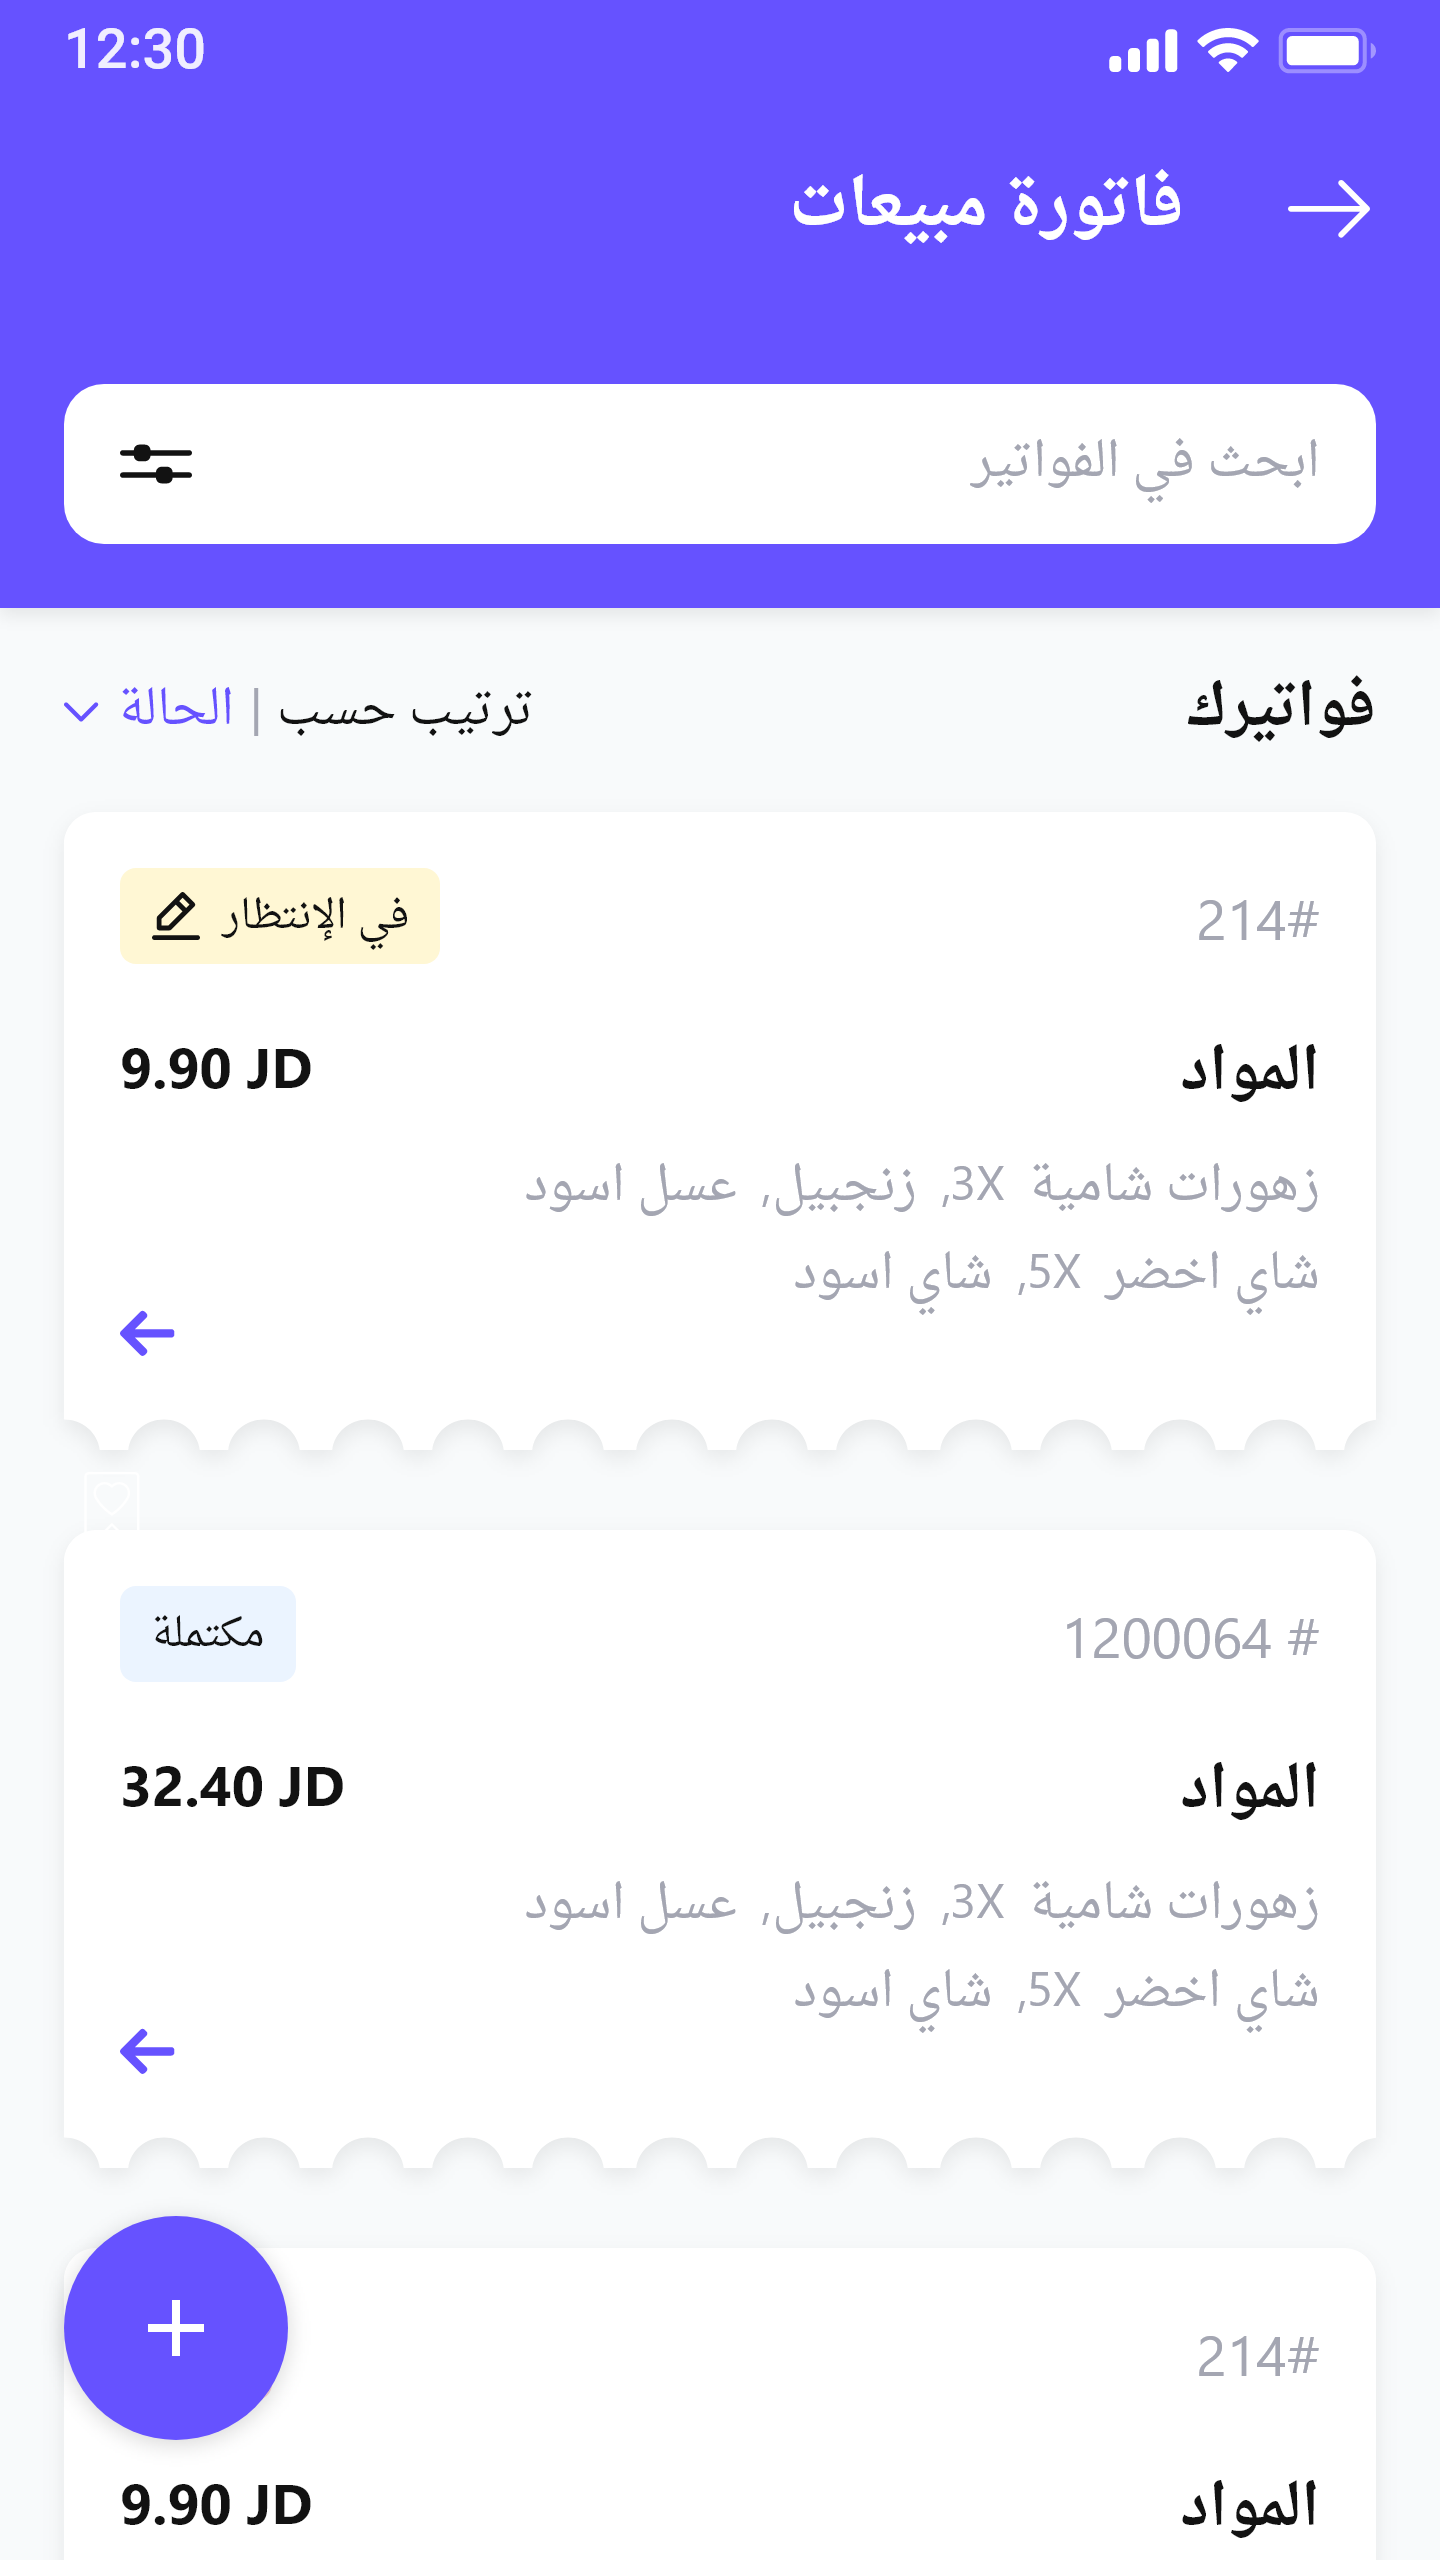 12:30
فاتورة مبيعات
ابحث في الفواتير
فواتيرك
ترتيب حسب | الحالة
214#
في الإنتظار
المواد
9.90 JD
زهورات شامية 3X, زنجبيل, عسل اسود
شاي اخضر 5X, شاي اسود
# 1200064
مكتملة
المواد
32.40 JD
زهورات شامية 3X, زنجبيل, عسل اسود
شاي اخضر 5X, شاي اسود
214#
المواد
9.90 JD